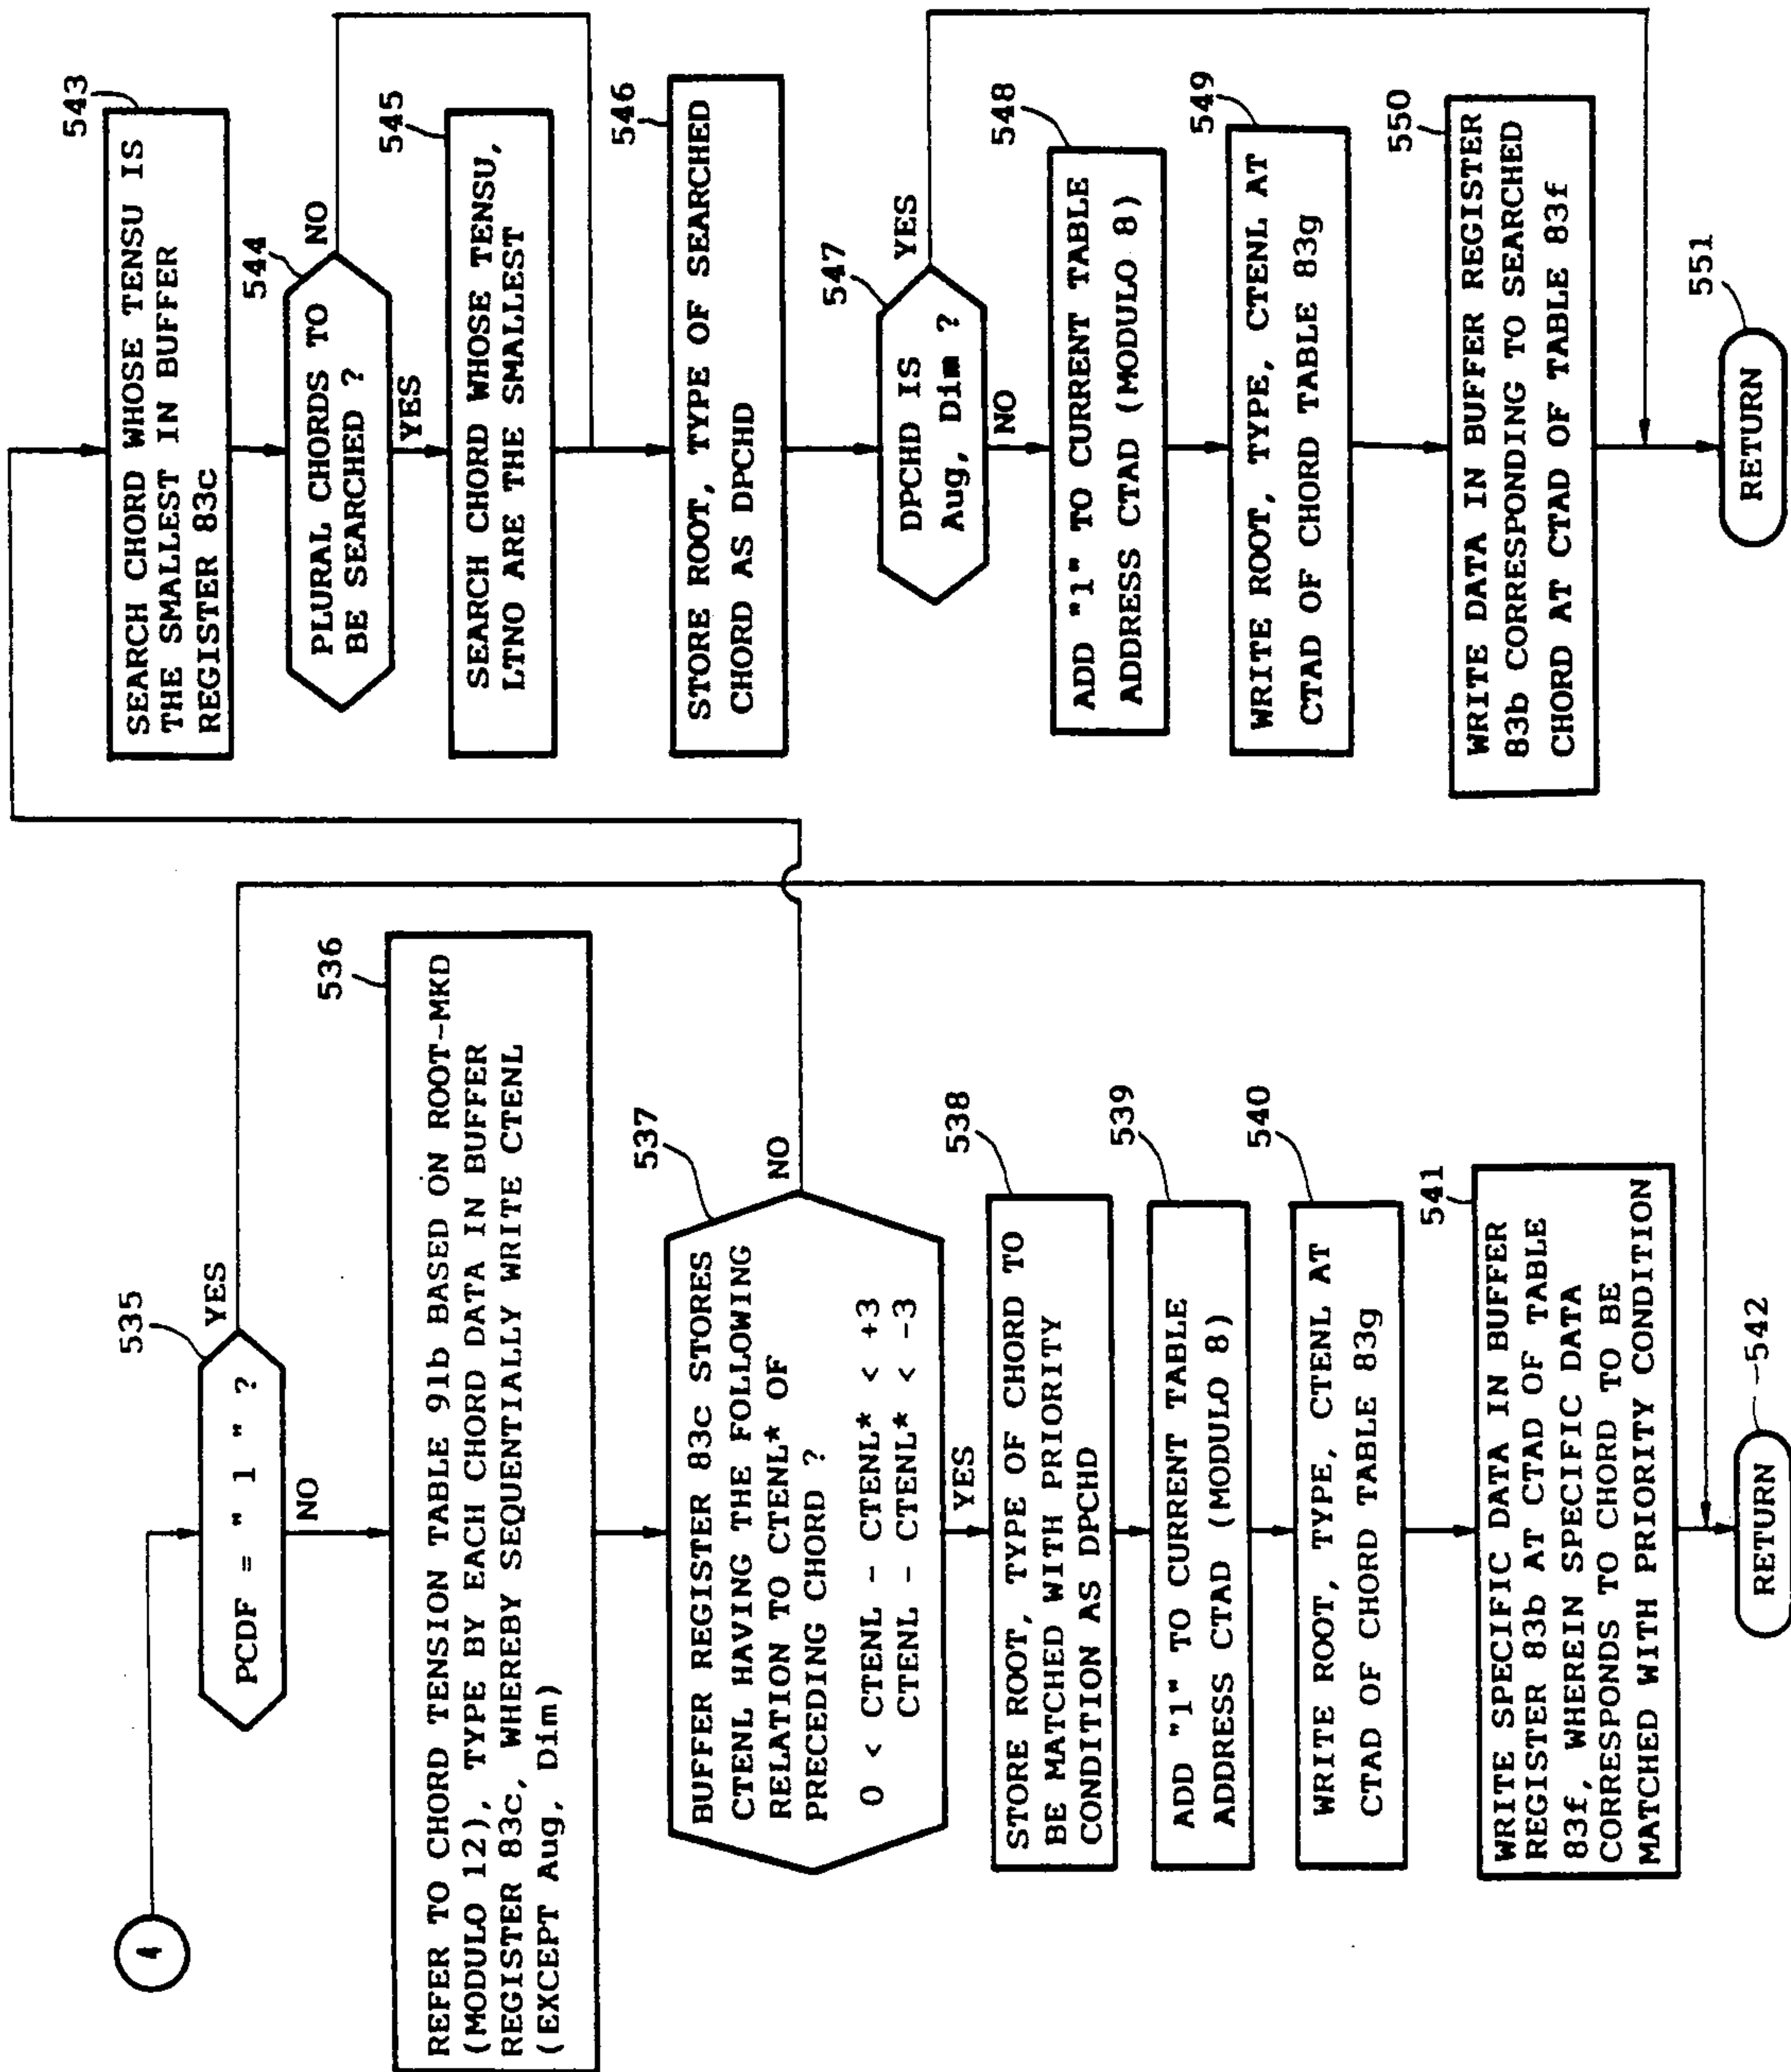 4
535
PCDF = "1" ?
YES
NO
536
REFER TO CHORD TENSION TABLE 91b BASED ON ROOT-MKD
(MODULO 12), TYPE BY EACH CHORD DATA IN BUFFER
REGISTER 83c, WHEREBY SEQUENTIALLY WRITE CTENL
(EXCEPT Aug, Dim)
537
BUFFER REGISTER 83c STORES
CTENL HAVING THE FOLLOWING
RELATION TO CTENL* OF
PRECEDING CHORD ?
0 < CTENL - CTENL* < +3
CTENL - CTENL* < -3
NO
YES
538
STORE ROOT, TYPE OF CHORD TO
BE MATCHED WITH PRIORITY
CONDITION AS DPCHD
539
ADD "1" TO CURRENT TABLE
ADDRESS CTAD (MODULO 8)
540
WRITE ROOT, TYPE, CTENL AT
CTAD OF CHORD TABLE 83g
541
WRITE SPECIFIC DATA IN BUFFER
REGISTER 83b AT CTAD OF TABLE
83f, WHEREIN SPECIFIC DATA
CORRESPONDS TO CHORD TO BE
MATCHED WITH PRIORITY CONDITION
RETURN
542
543
SEARCH CHORD WHOSE TENSU IS
THE SMALLEST IN BUFFER
REGISTER 83c
544
PLURAL CHORDS TO
BE SEARCHED ?
NO
YES
545
SEARCH CHORD WHOSE TENSU,
LTNO ARE THE SMALLEST
546
STORE ROOT, TYPE OF SEARCHED
CHORD AS DPCHD
547
DPCHD IS
Aug, Dim ?
YES
NO
548
ADD "1" TO CURRENT TABLE
ADDRESS CTAD (MODULO 8)
549
WRITE ROOT, TYPE, CTENL AT
CTAD OF CHORD TABLE 83g
550
WRITE DATA IN BUFFER REGISTER
83b CORRESPONDING TO SEARCHED
CHORD AT CTAD OF TABLE 83f
551
RETURN